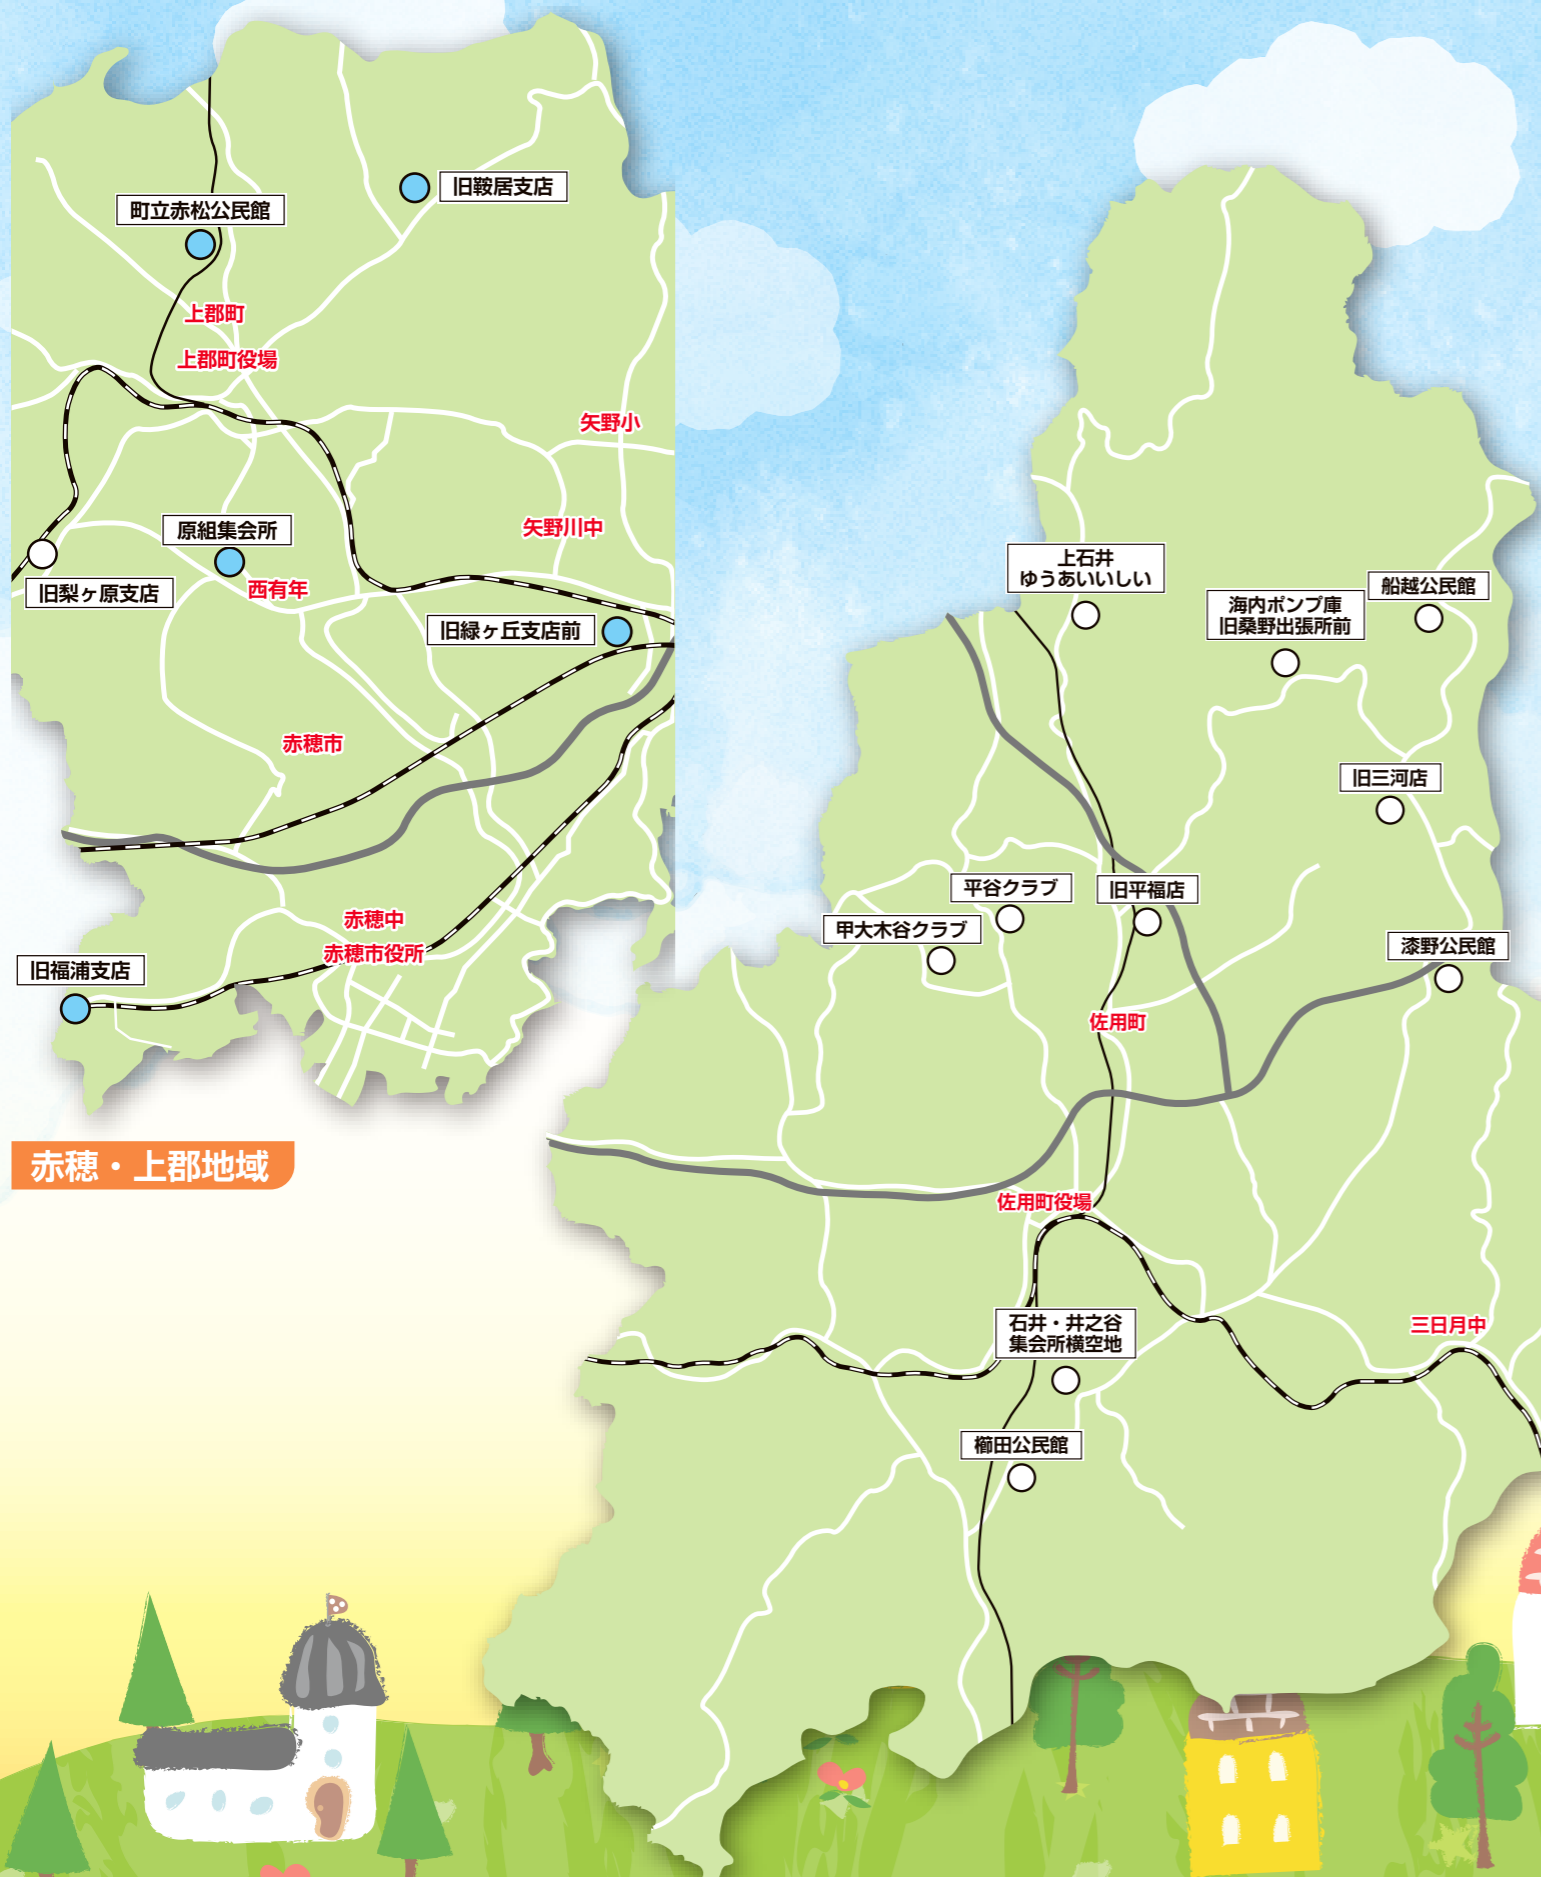 旧鞍居支店
町立赤松公民館
上郡町
上郡町役場
矢野小
矢野川中
原組集会所
西有年
旧梨ヶ原支店
旧緑ヶ丘支店前
赤穂市
赤穂中
赤穂市役所
旧福浦支店
赤穂・上郡地域
上石井
ゆうあいいしい
船越公民館
海内ポンプ庫
旧桑野出張所前
旧三河店
平谷クラブ
旧平福店
甲大木谷クラブ
漆野公民館
佐用町
佐用町役場
石井・井之谷
集会所横空地
三日月中
櫛田公民館